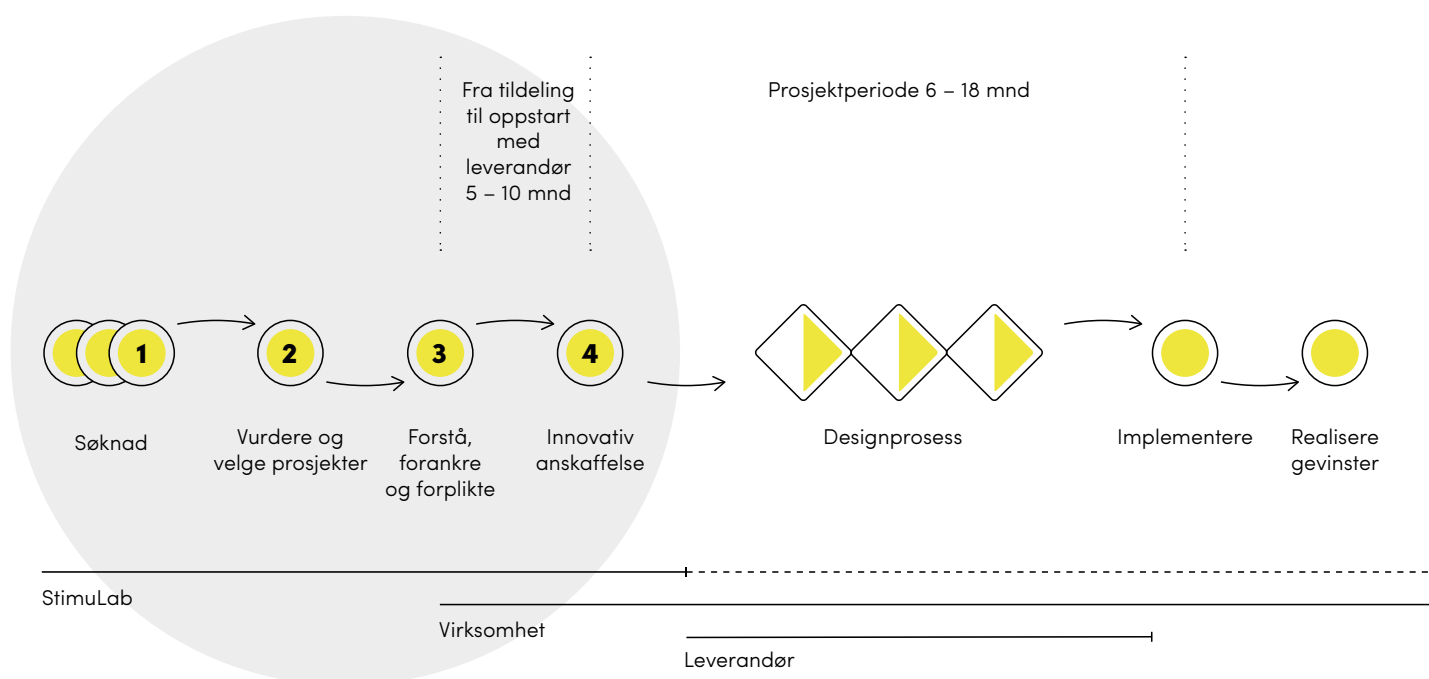 Fra tildeling
til oppstart
med
leverandør
5 – 10 mnd
Prosjektperiode 6 – 18 mnd
1
2
3
4
Søknad
Vurdere og
velge prosjekter
Forstå,
forankre
og forplikte
Innovativ
anskaffelse
Designprosess
Implementere
Realisere
gevinster
StimuLab
Virksomhet
Leverandør